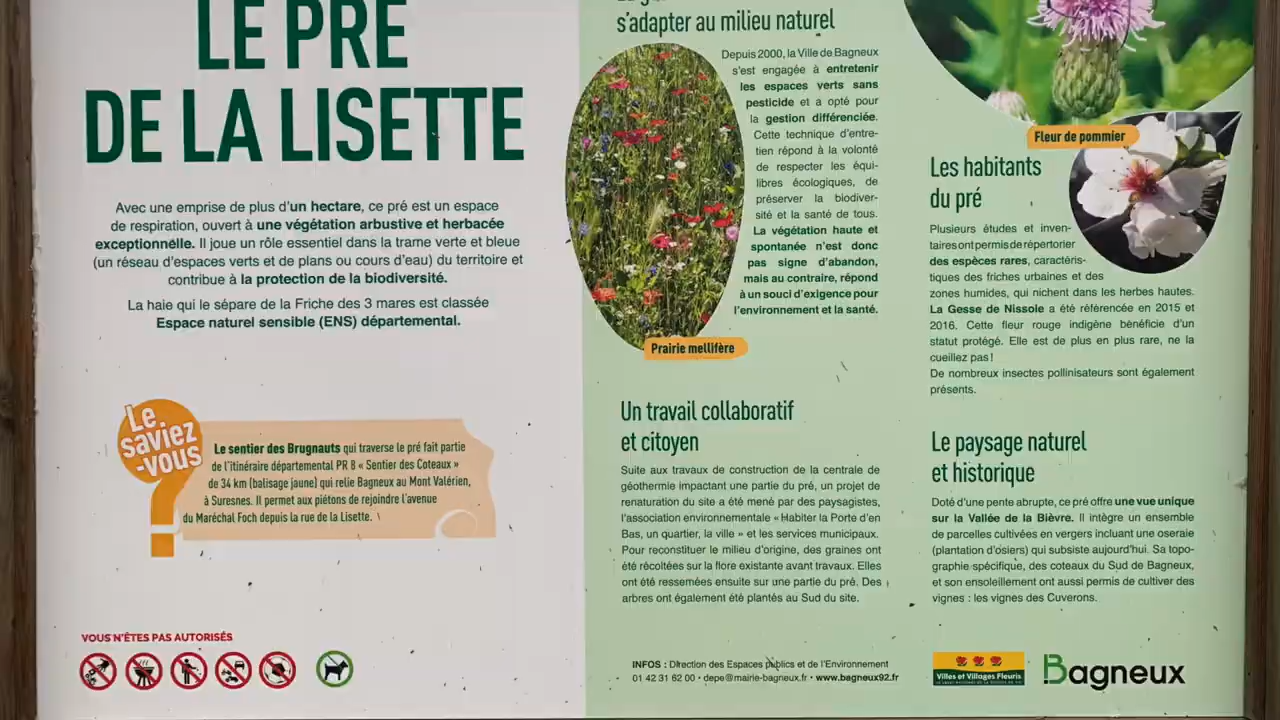 LE PRÉ
DE LA LISETTE
Avec une emprise de plus d'un hectare, ce pré est un espace
de respiration, ouvert à une végétation arbustive et herbacée
exceptionnelle. Il joue un rôle essentiel dans la trame verte et bleue
(un réseau d'espaces verts et de plans ou cours d'eau) du territoire et
contribue à la protection de la biodiversité.
La haie qui le sépare de la Friche des 3 mares est classée
Espace naturel sensible (ENS) départemental.
Le
saviez
-vous
?
Le sentier des Brugnauts qui traverse le pré fait partie
de l'itinéraire départemental PR 8 « Sentier des Coteaux »
de 34 km (balisage jaune) qui relie Bagneux au Mont Valérien,
à Suresnes. Il permet aux piétons de rejoindre l'avenue
du Maréchal Foch depuis la rue de la Lisette.
VOUS N'ÊTES PAS AUTORISÉS
s'adapter au milieu naturel
Depuis 2000, la Ville de Bagneux
s'est engagée à entretenir
les espaces verts sans
pesticide et a opté pour
la gestion différenciée.
Cette technique d'entre-
tien répond à la volonté
de respecter les équi-
libres écologiques, de
préserver la biodiver-
sité et la santé de tous.
La végétation haute et
spontanée n'est donc
pas signe d'abandon,
mais au contraire, répond
à un souci d'exigence pour
l'environnement et la santé.
Prairie mellifère
Un travail collaboratif
et citoyen
Suite aux travaux de construction de la centrale de
géothermie impactant une partie du pré, un projet de
renaturation du site a été mené par des paysagistes,
l'association environnementale « Habiter la Porte d'en
Bas, un quartier, la ville » et les services municipaux.
Pour reconstituer le milieu d'origine, des graines ont
été récoltées sur la flore existante avant travaux. Elles
ont été ressemées ensuite sur une partie du pré. Des
arbres ont également été plantés au Sud du site.
INFOS : Direction des Espaces publics et de l'Environnement
01 42 31 62 00 • depe@mairie-bagneux.fr • www.bagneux92.fr
Fleur de pommier
Les habitants
du pré
Plusieurs études et inven-
taires ont permis de répertorier
des espèces rares, caractéris-
tiques des friches urbaines et des
zones humides, qui nichent dans les herbes hautes.
La Gesse de Nissole a été référencée en 2015 et
2016. Cette fleur rouge indigène bénéficie d'un
statut protégé. Elle est de plus en plus rare, ne la
cueillez pas !
De nombreux insectes pollinisateurs sont également
présents.
Le paysage naturel
et historique
Doté d'une pente abrupte, ce pré offre une vue unique
sur la Vallée de la Bièvre. Il intègre un ensemble
de parcelles cultivées en vergers incluant une oseraie
(plantation d'osiers) qui subsiste aujourd'hui. Sa topo-
graphie spécifique, des coteaux du Sud de Bagneux,
et son ensoleillement ont aussi permis de cultiver des
vignes : les vignes des Cuverons.
Villes et Villages Fleuris
Bagneux